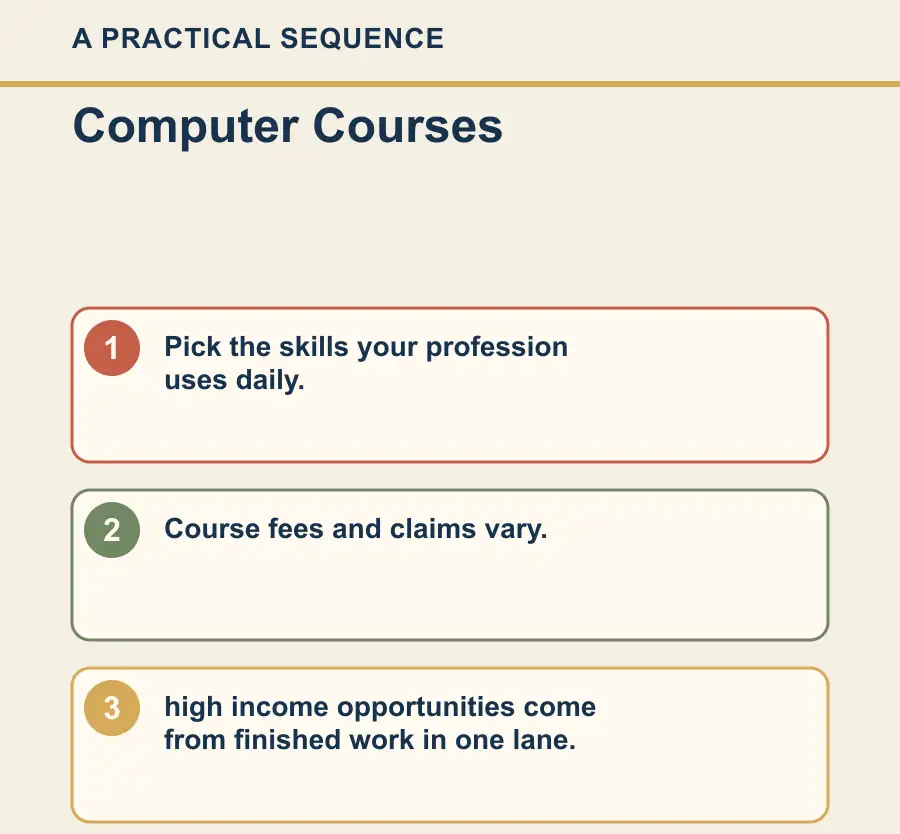 A PRACTICAL SEQUENCE
Computer Courses
1
Pick the skills your profession
uses daily.
2
Course fees and claims vary.
3
high income opportunities come
from finished work in one lane.